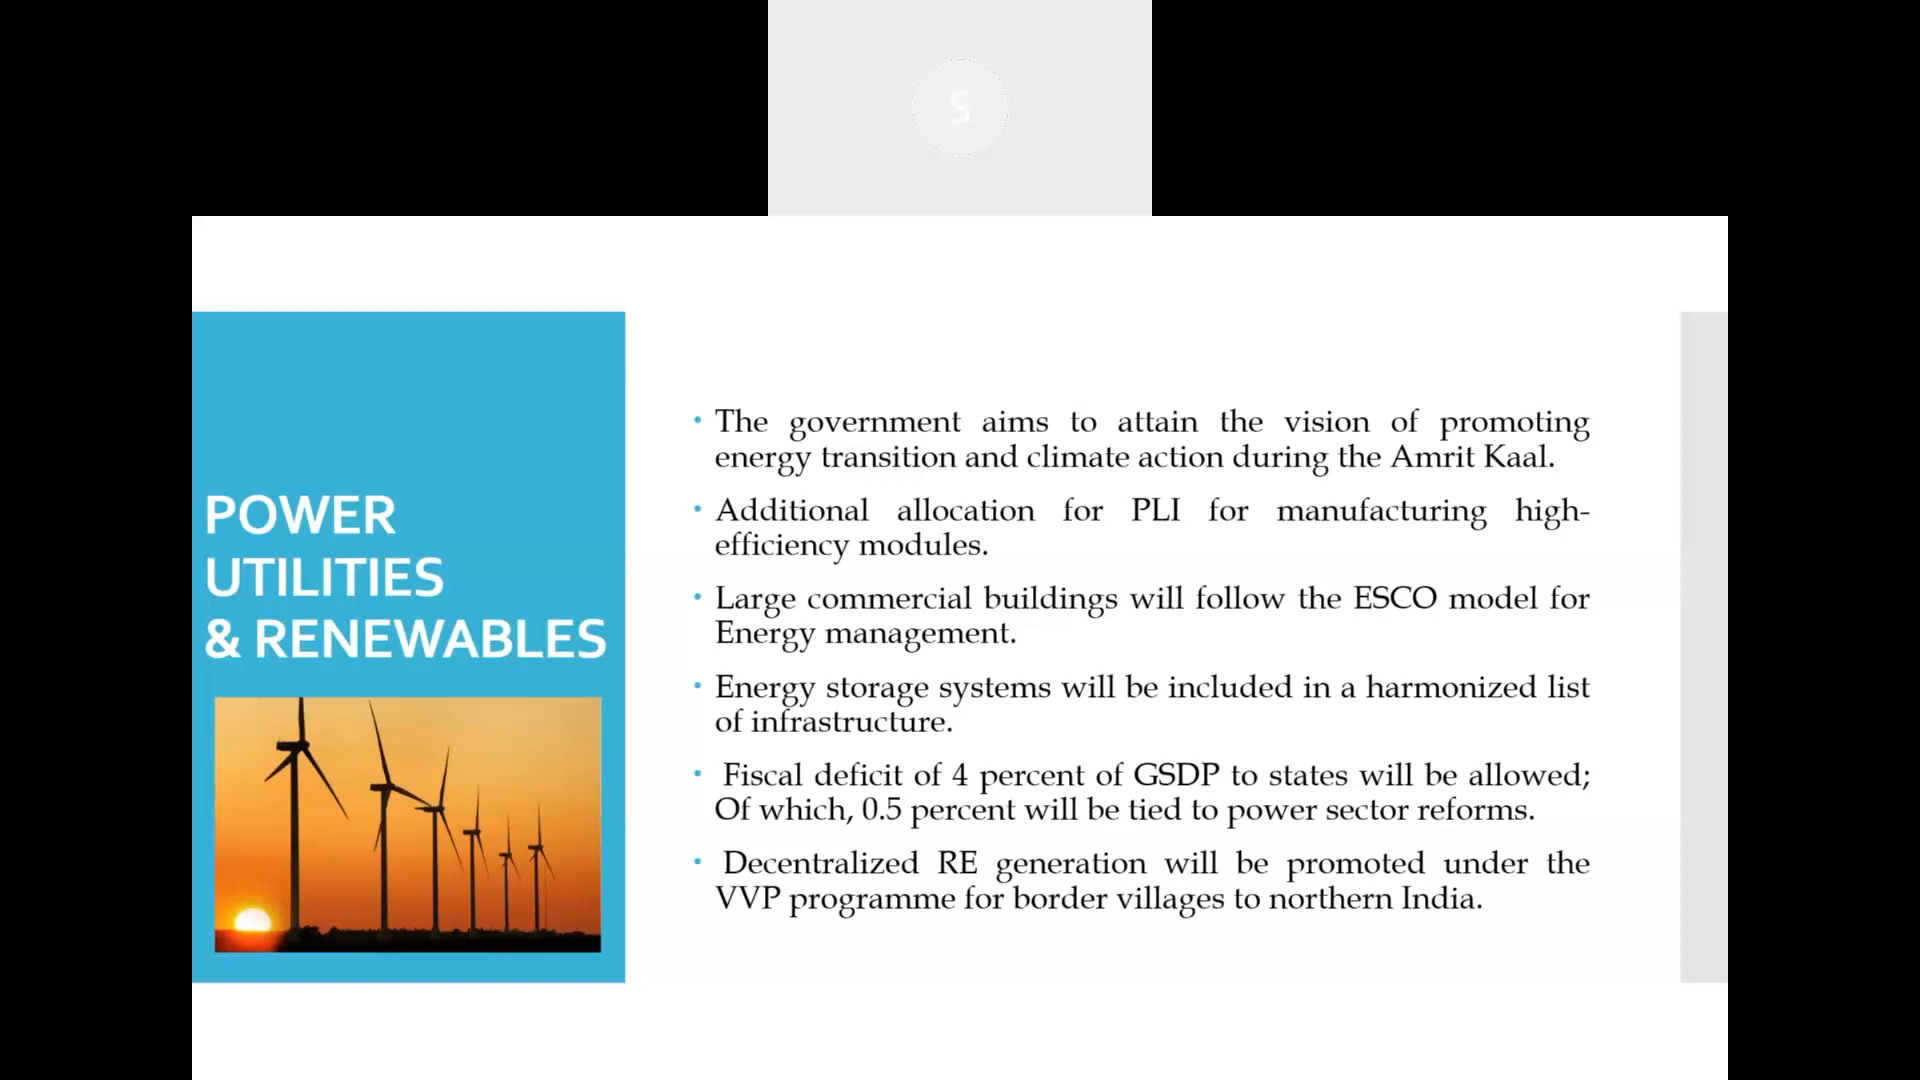 S
POWER
UTILITIES
& RENEWABLES
• The government aims to attain the vision of promoting
energy transition and climate action during the Amrit Kaal.
• Additional allocation for PLI for manufacturing high-
efficiency modules.
• Large commercial buildings will follow the ESCO model for
Energy management.
• Energy storage systems will be included in a harmonized list
of infrastructure.
• Fiscal deficit of 4 percent of GSDP to states will be allowed;
Of which, 0.5 percent will be tied to power sector reforms.
• Decentralized RE generation will be promoted under the
VVP programme for border villages to northern India.